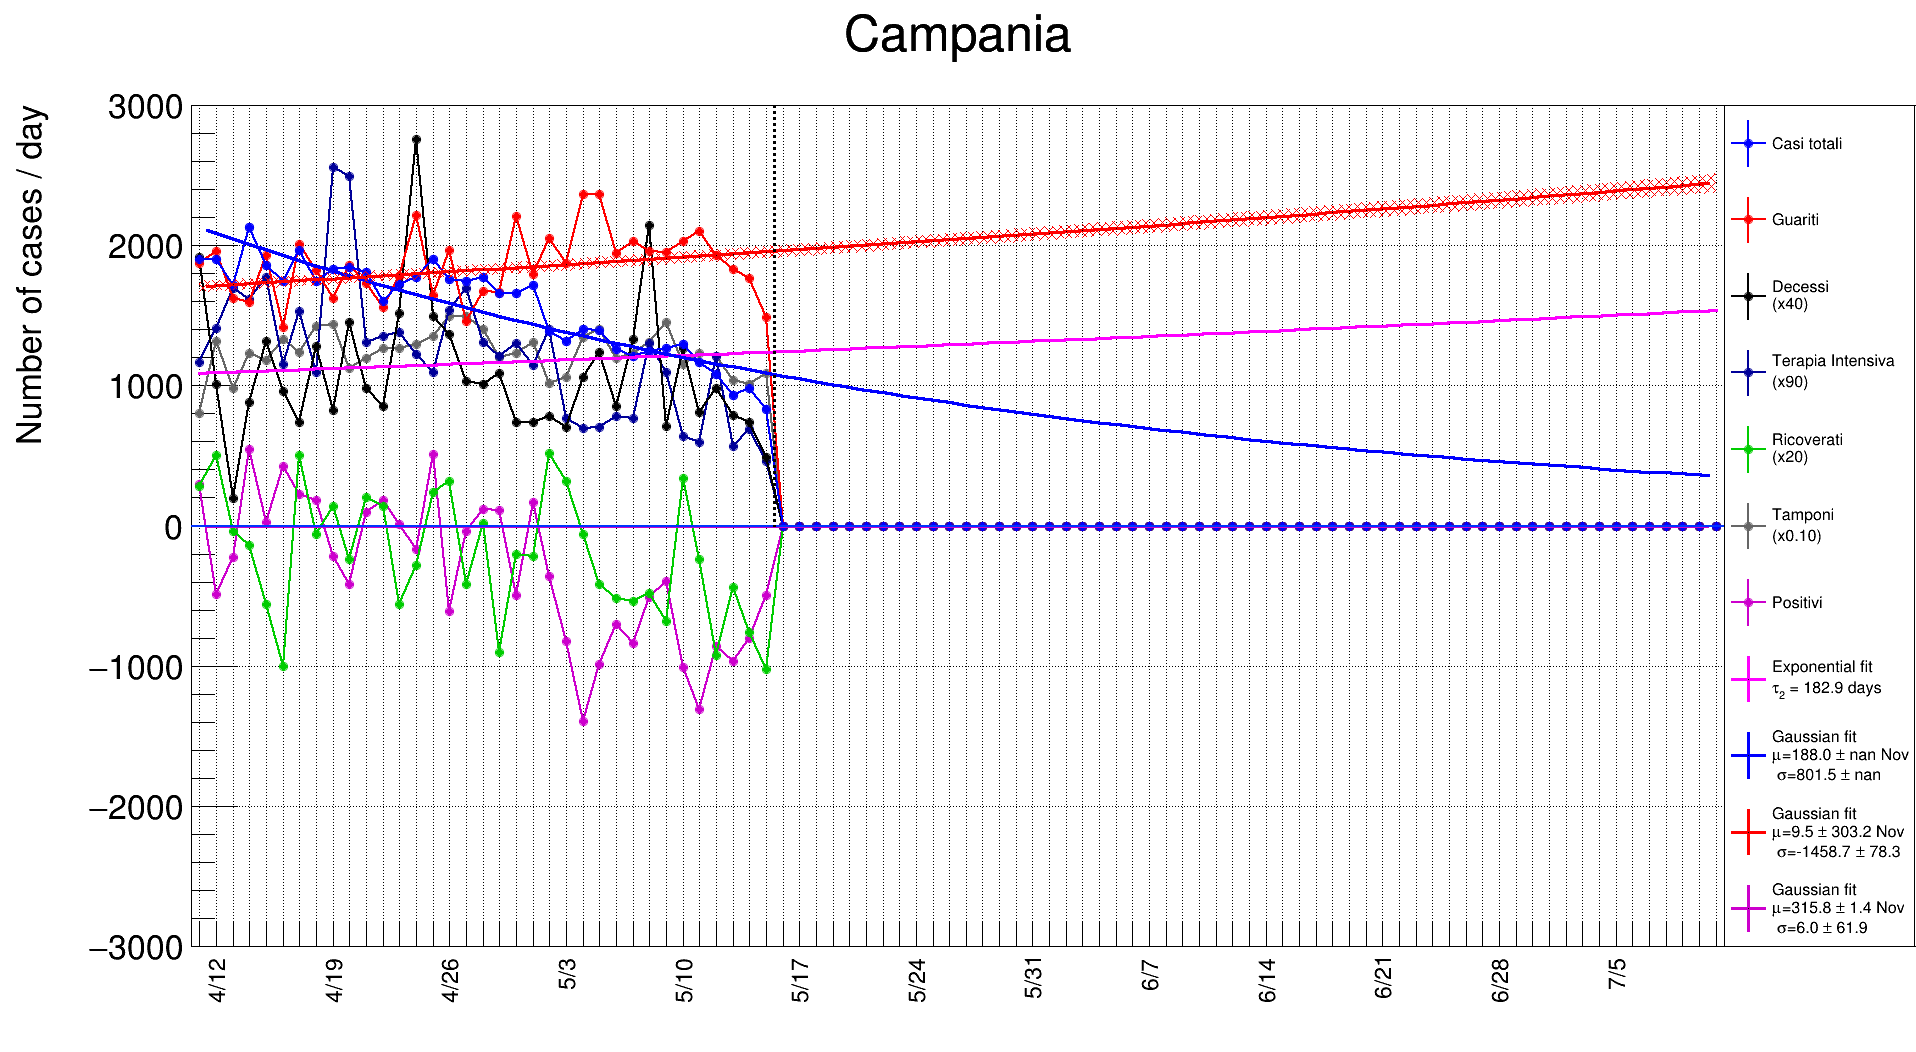 Campania
Number of cases / day
3000
2000
1000
0
−1000
−2000
−3000
4/12
4/19
4/26
5/3
5/10
5/17
5/24
5/31
6/7
6/14
6/21
6/28
7/5
Casi totali
Guariti
Decessi
(x40)
Terapia Intensiva
(x90)
Ricoverati
(x20)
Tamponi
(x0.10)
Positivi
Exponential fit
τ2 = 182.9 days
Gaussian fit
μ=188.0 ± nan Nov
σ=801.5 ± nan
Gaussian fit
μ=9.5 ± 303.2 Nov
σ=-1458.7 ± 78.3
Gaussian fit
μ=315.8 ± 1.4 Nov
σ=6.0 ± 61.9